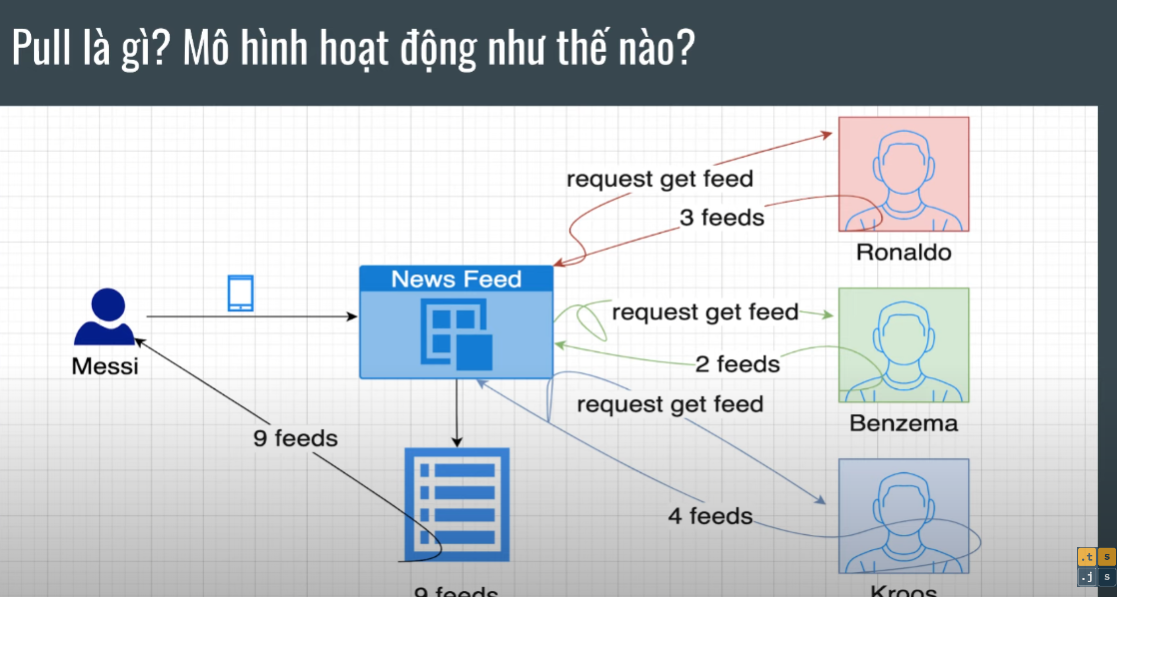 Pull là gì? Mô hình hoạt động như thế nào?
request get feed
3 feeds
Ronaldo
News Feed
request get feed
Messi
2 feeds
request get feed
Benzema
9 feeds
4 feeds
9 feeds
Kroos
.t s
.j s